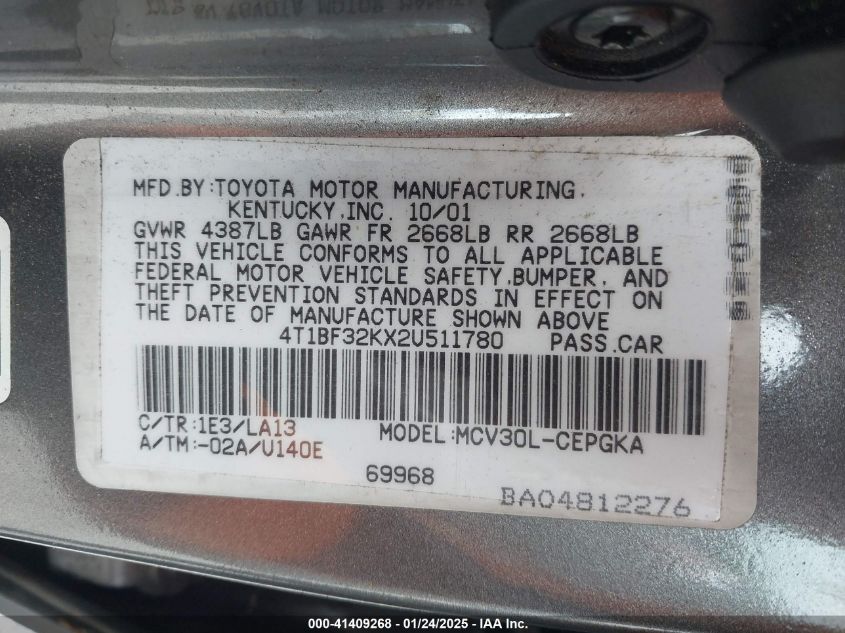 MFD.BY:TOYOTA MOTOR MANUFACTURING,
KENTUCKY,INC. 10/01
GVWR 4387LB GAWR FR 2668LB RR 2668LB
THIS VEHICLE CONFORMS TO ALL APPLICABLE
FEDERAL MOTOR VEHICLE SAFETY,BUMPER, AND
THEFT PREVENTION STANDARDS IN EFFECT ON
THE DATE OF MANUFACTURE SHOWN ABOVE
4T1BF32KX2U511780 PASS.CAR
C/TR:1E3/LA13
A/TM:-02A/U140E
MODEL:MCV30L-CEPGKA
69968
BA04812276
000-41409268 - 01/24/2025 - IAA Inc.